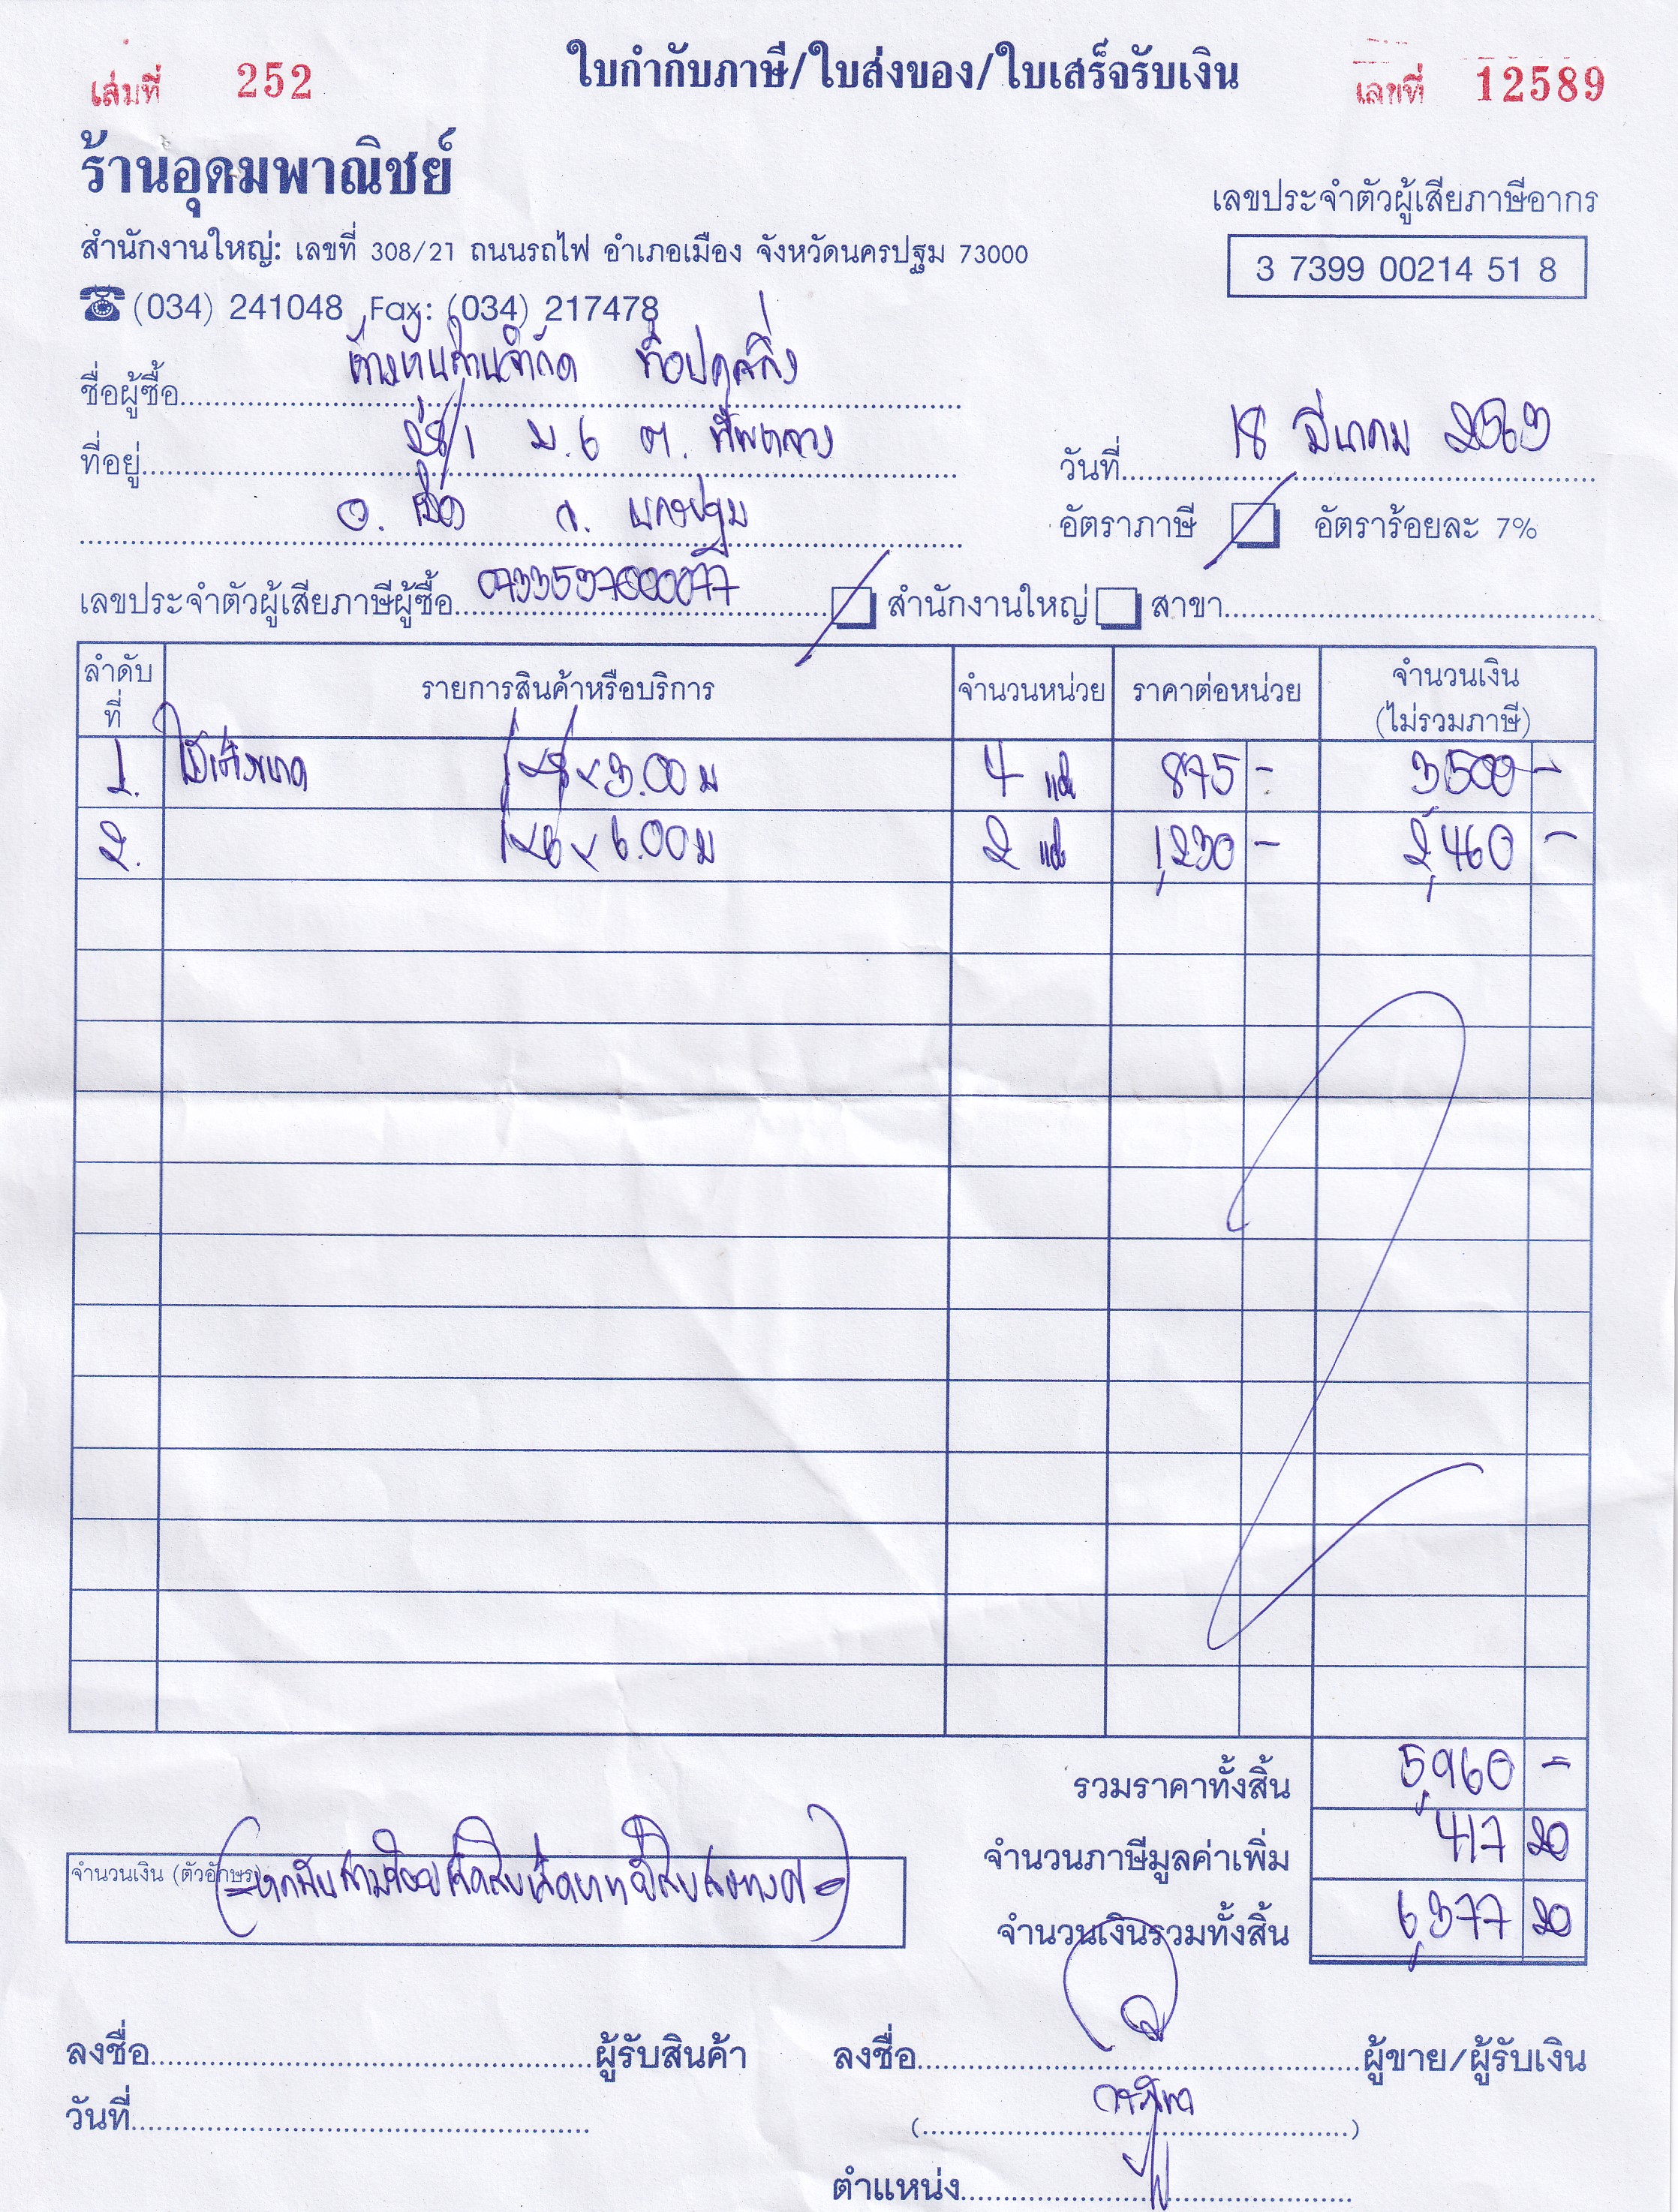 เล่มที่ 252 ใบกำกับภาษี/ใบส่งของ/ใบเสร็จรับเงิน เลขที่ 12589
ร้านอุดมพาณิชย์
เลขประจำตัวผู้เสียภาษีอากร
สำนักงานใหญ่: เลขที่ 308/21 ถนนรถไฟ อำเภอเมือง จังหวัดนครปฐม 73000
3 7399 00214 51 8
(034) 241048 Fax: (034) 217478
ชื่อผู้ซื้อ ห้างหุ้นส่วนจำกัด ท็อปคูลลิ่ง
ที่อยู่ ม.6 ต.
วันที่ 18 มีนาคม 2569
อ. เมือง จ. นครปฐม
อัตราภาษี อัตราร้อยละ 7%
เลขประจำตัวผู้เสียภาษีผู้ซื้อ 0733537000077 สำนักงานใหญ่ สาขา
ลำดับที่ รายการสินค้าหรือบริการ จำนวนหน่วย ราคาต่อหน่วย จำนวนเงิน (ไม่รวมภาษี)
1. 1×8×3.00 ม 4 แผ่น 875 - 3,500 -
2. 1×6×6.00 ม 2 แผ่น 1,230 - 2,460 -
รวมราคาทั้งสิ้น 5,960 -
จำนวนภาษีมูลค่าเพิ่ม 417 20
จำนวนเงิน (ตัวอักษร) (=หกพันสามร้อยเจ็ดสิบเจ็ดบาทยี่สิบสตางค์=)
จำนวนเงินรวมทั้งสิ้น 6,377 20
ลงชื่อ ผู้รับสินค้า ลงชื่อ ผู้ขาย/ผู้รับเงิน
วันที่ ( )
ตำแหน่ง